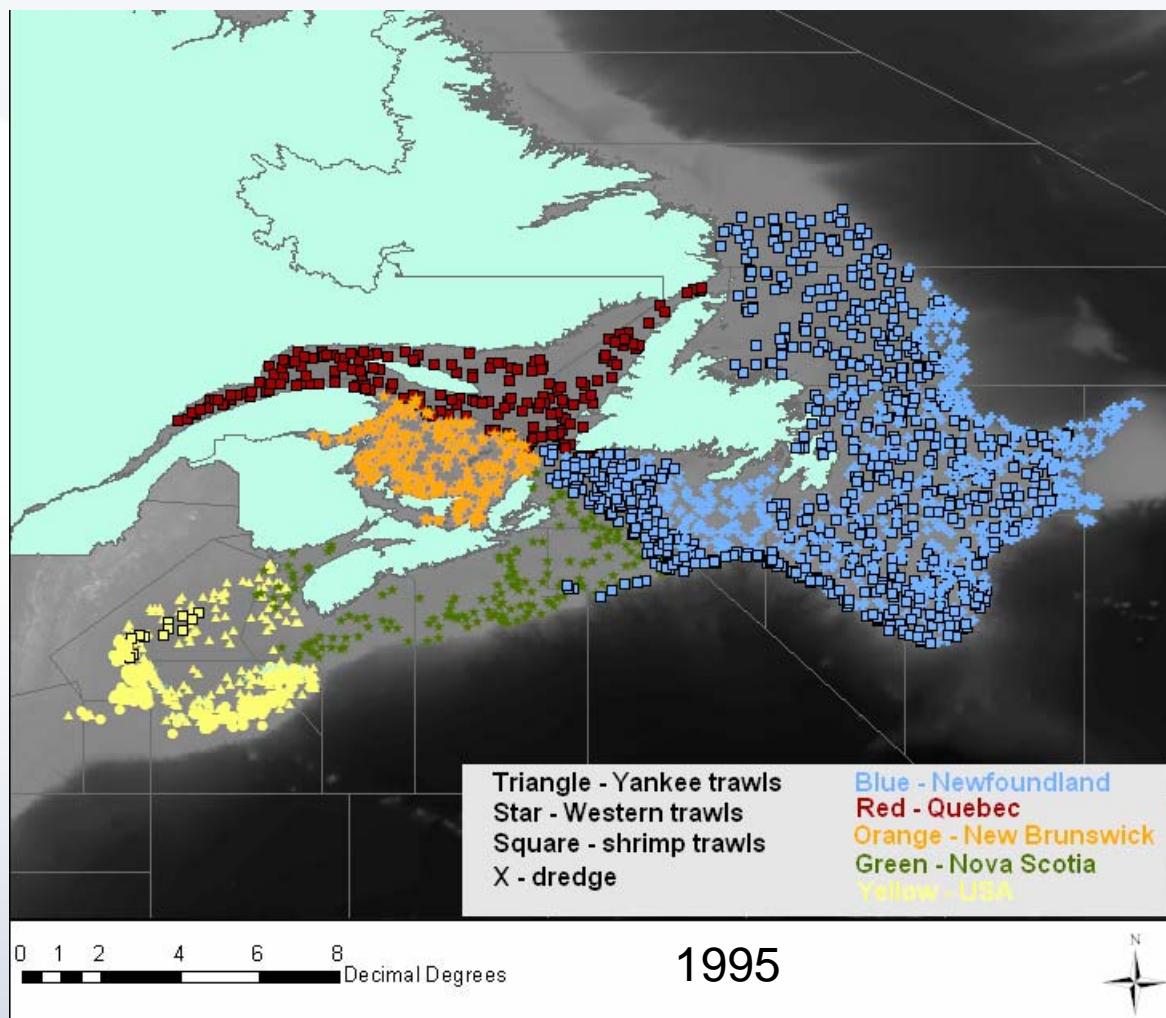 Triangle - Yankee trawls
Star - Western trawls
Square - shrimp trawls
X - dredge
Blue - Newfoundland
Red - Quebec
Orange - New Brunswick
Green - Nova Scotia
Yellow - USA
0 1 2 4 6 8
Decimal Degrees
1995
N